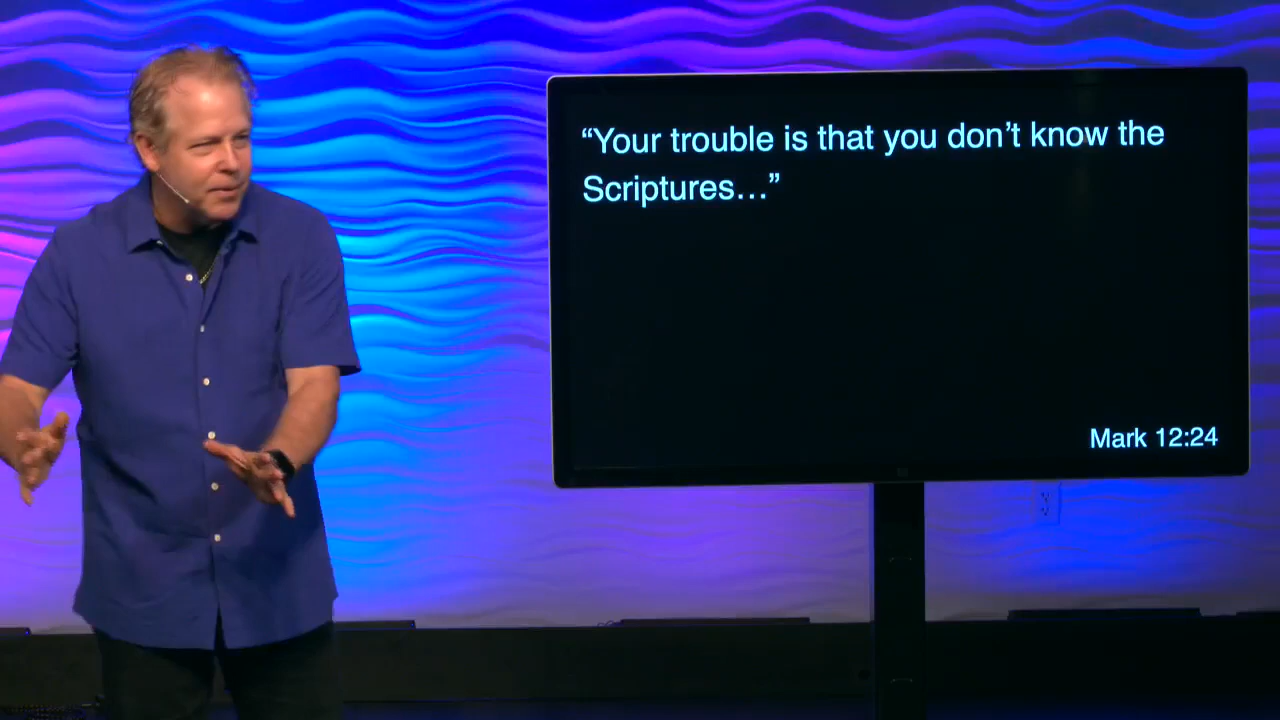 “Your trouble is that you don’t know the
Scriptures…”
Mark 12:24